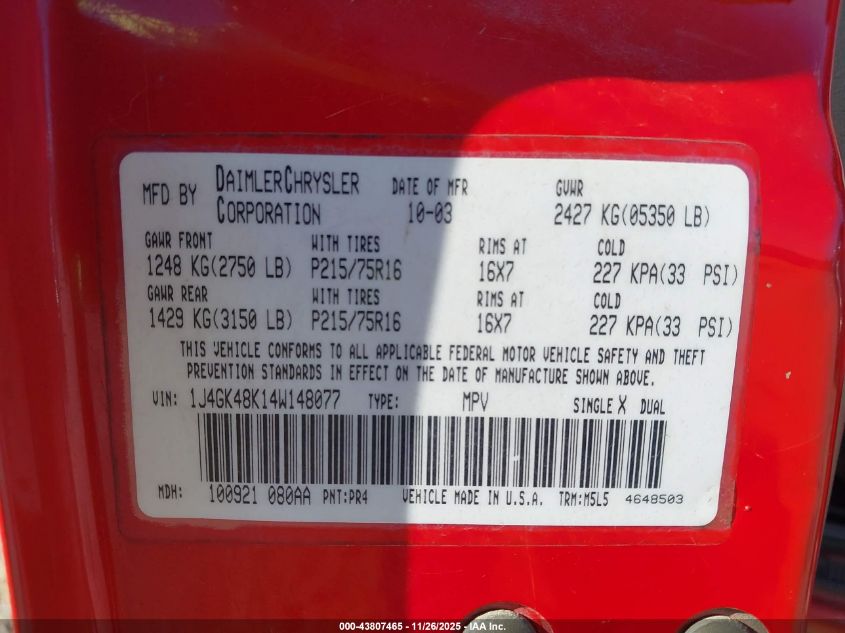 MFD BY DAIMLERCHRYSLER CORPORATION DATE OF MFR 10-03 GVWR 2427 KG(05350 LB)
GAWR FRONT WITH TIRES RIMS AT COLD
1248 KG(2750 LB) P215/75R16 16X7 227 KPA(33 PSI)
GAWR REAR WITH TIRES RIMS AT COLD
1429 KG(3150 LB) P215/75R16 16X7 227 KPA(33 PSI)
THIS VEHICLE CONFORMS TO ALL APPLICABLE FEDERAL MOTOR VEHICLE SAFETY AND THEFT
PREVENTION STANDARDS IN EFFECT ON THE DATE OF MANUFACTURE SHOWN ABOVE.
VIN: 1J4GK48K14W148077 TYPE: MPV SINGLE X DUAL
MDH: 100921 080AA PNT:PR4 VEHICLE MADE IN U.S.A. TRM:M5L5 4648503
000-43807465 - 11/26/2025 - IAA Inc.